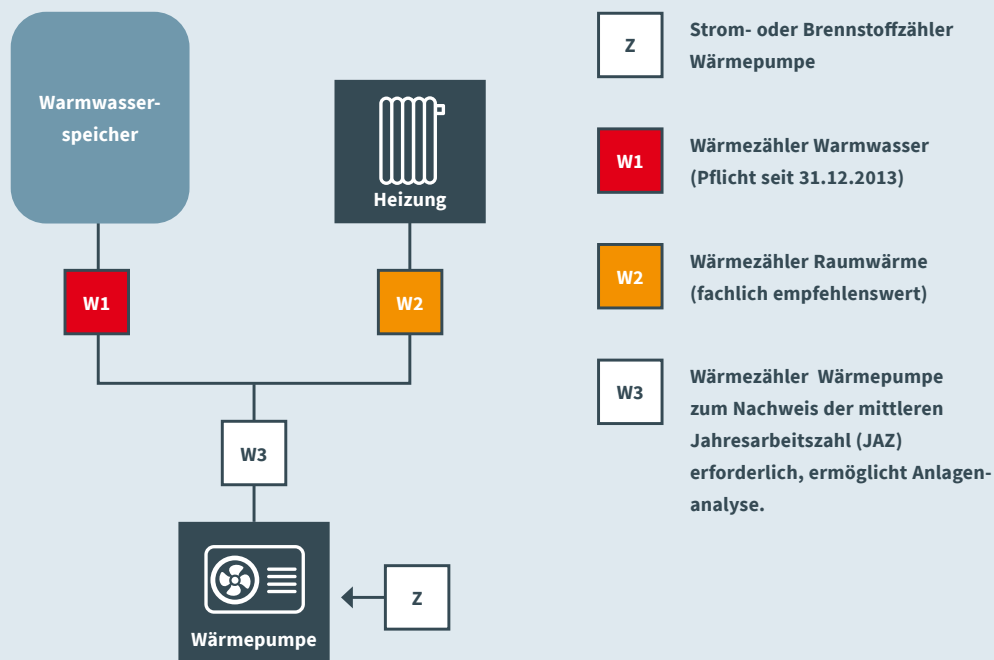 Warmwasser-
speicher
Heizung
W1
W2
W3
Wärmepumpe
Z
Z
Strom- oder Brennstoffzähler
Wärmepumpe
W1
Wärmezähler Warmwasser
(Pflicht seit 31.12.2013)
W2
Wärmezähler Raumwärme
(fachlich empfehlenswert)
W3
Wärmezähler Wärmepumpe
zum Nachweis der mittleren
Jahresarbeitszahl (JAZ)
erforderlich, ermöglicht Anlagen-
analyse.